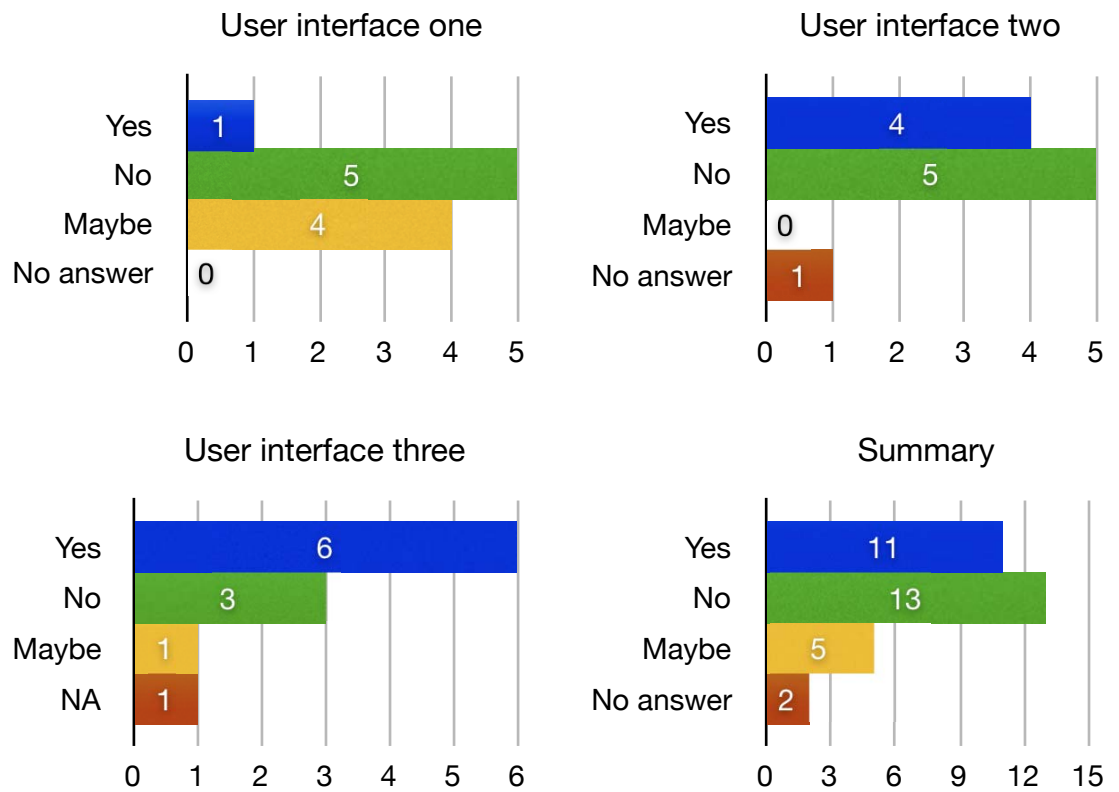 User interface one
Yes 1
No 5
Maybe 4
No answer 0
0 1 2 3 4 5
User interface two
Yes 4
No 5
Maybe 0
No answer 1
0 1 2 3 4 5
User interface three
Yes 6
No 3
Maybe 1
NA 1
0 1 2 3 4 5 6
Summary
Yes 11
No 13
Maybe 5
No answer 2
0 3 6 9 12 15